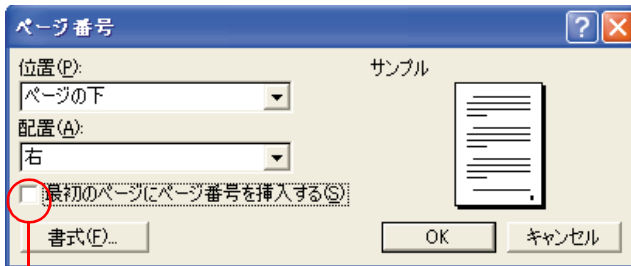 ページ番号
位置(P):
ページの下
配置(A):
右
最初のページにページ番号を挿入する(S)
書式(F)...
サンプル
OK
キャンセル